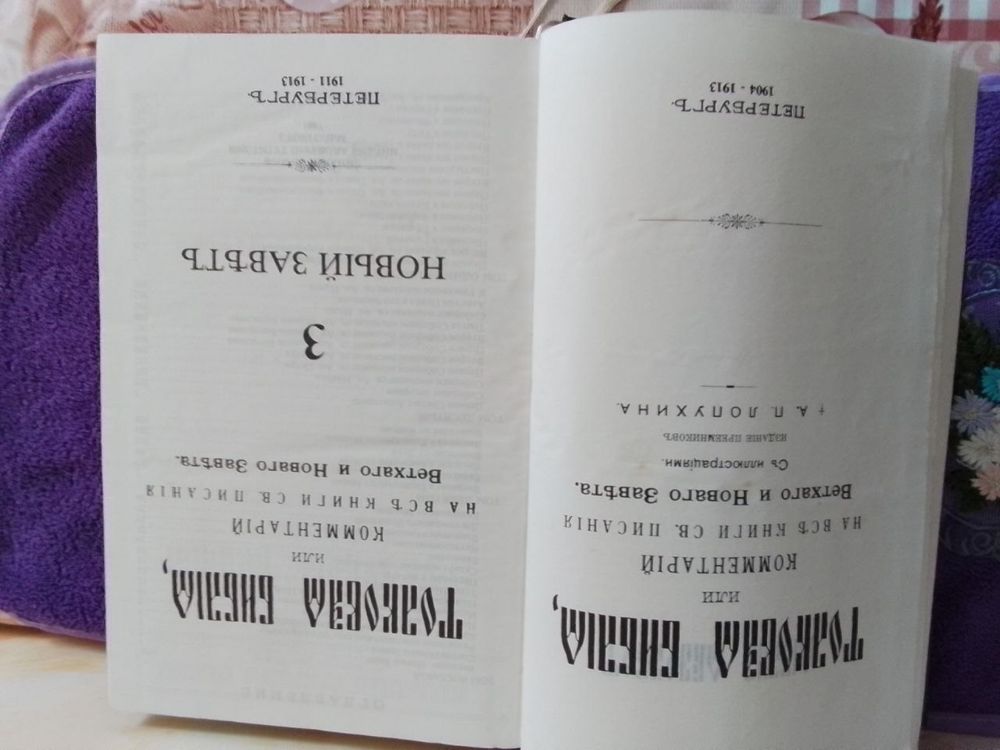 ТОЛКОВАЯ БИБЛІЯ,
ИЛИ
КОММЕНТАРІЙ
НА ВСѢ КНИГИ СВ. ПИСАНІЯ
Ветхаго и Новаго Завѣта.
Съ иллюстраціями.
ИЗДАНІЕ ПРЕЕМНИКОВЪ
† А. П. ЛОПУХИНА.
ПЕТЕРБУРГЪ.
1904 - 1913
ТОЛКОВАЯ БИБЛІЯ,
ИЛИ
КОММЕНТАРІЙ
НА ВСѢ КНИГИ СВ. ПИСАНІЯ
Ветхаго и Новаго Завѣта.
3
НОВЫЙ ЗАВѢТЪ
ПЕТЕРБУРГЪ.
1911 - 1913